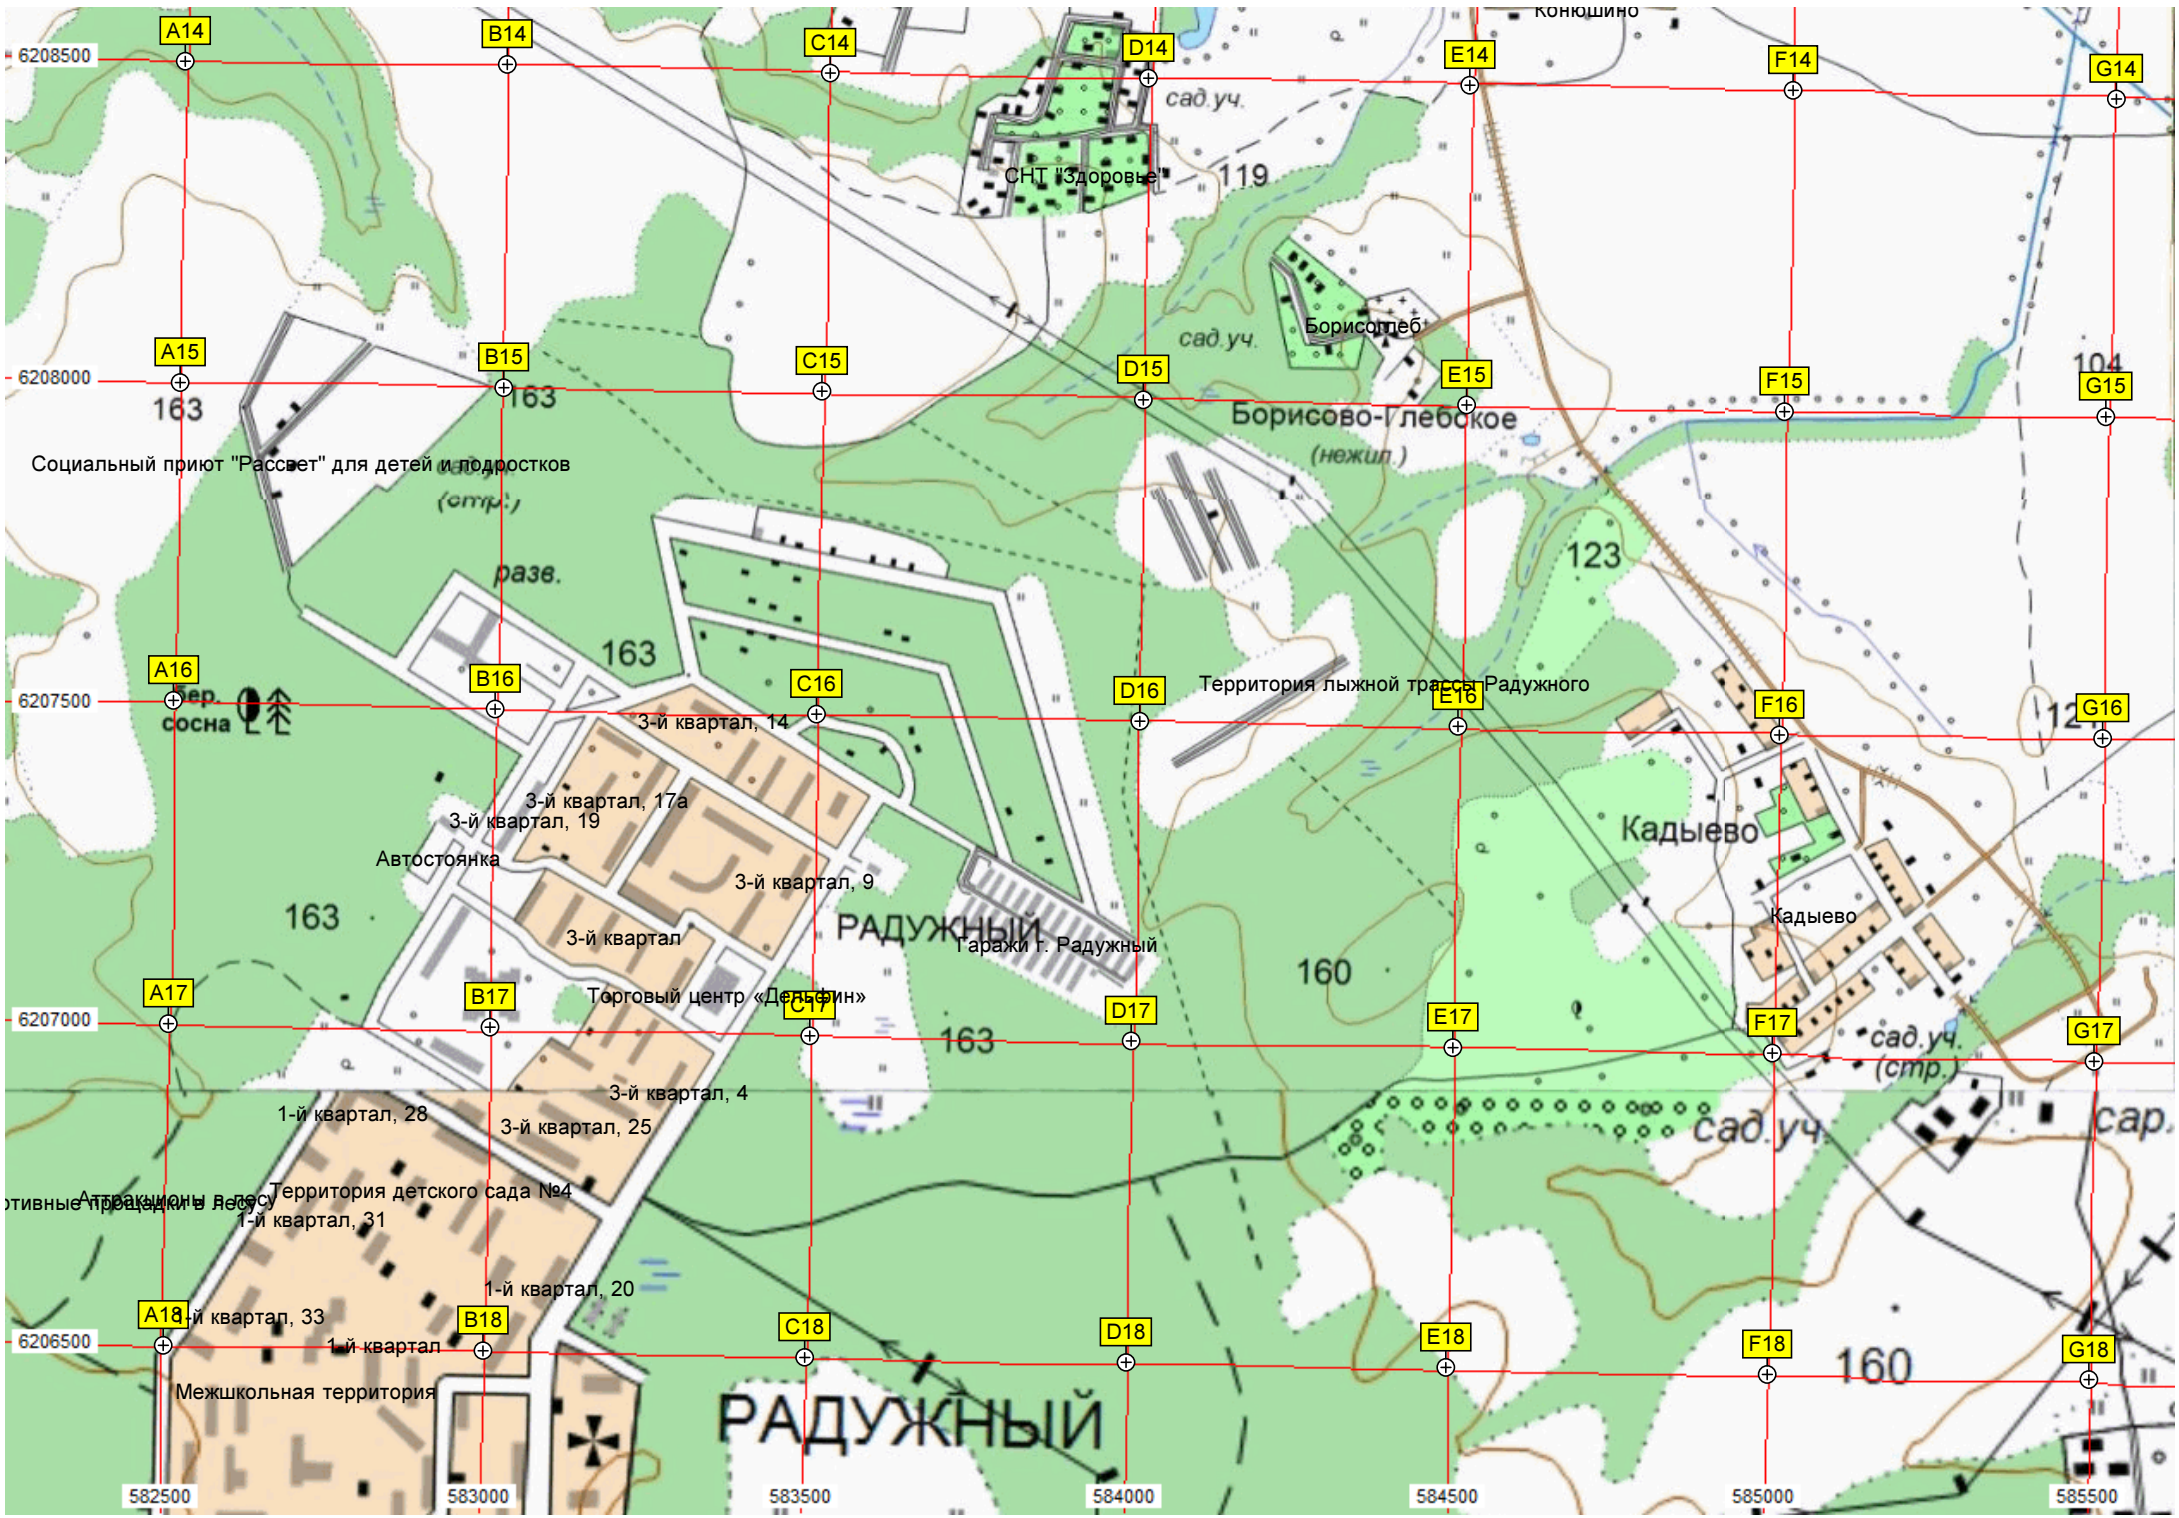 Конюшино
A14
B14
C14
D14
E14
F14
G14
6208500
сад.уч.
СНТ "Здоровье"
119
сад.уч.
Борисоглеб
A15
B15
C15
D15
E15
F15
G15
6208000
163
163
104
Борисово-Глебское
(нежил.)
Социальный приют "Рассвет" для детей и подростков
(стр.)
разв.
123
163
A16
B16
C16
D16
E16
F16
G16
6207500
бер.
сосна
Территория лыжной трассы Радужного
3-й квартал, 14
3-й квартал, 17а
3-й квартал, 19
Кадыево
Автостоянка
3-й квартал, 9
163
РАДУЖНЫЙ
Кадыево
3-й квартал
Гаражи г. Радужный
160
A17
B17
C17
D17
E17
F17
G17
Торговый центр «Дельфин»
6207000
163
сад.уч.
(стр.)
3-й квартал, 4
1-й квартал, 28
3-й квартал, 25
сад.уч.
сар.
Территория детского сада №4
Аттракционы в лесу
1-й квартал, 31
1-й квартал, 20
A18
B18
C18
D18
E18
F18
G18
1-й квартал, 33
6206500
1-й квартал
160
Межшкольная территория
РАДУЖНЫЙ
582500
583000
583500
584000
584500
585000
585500